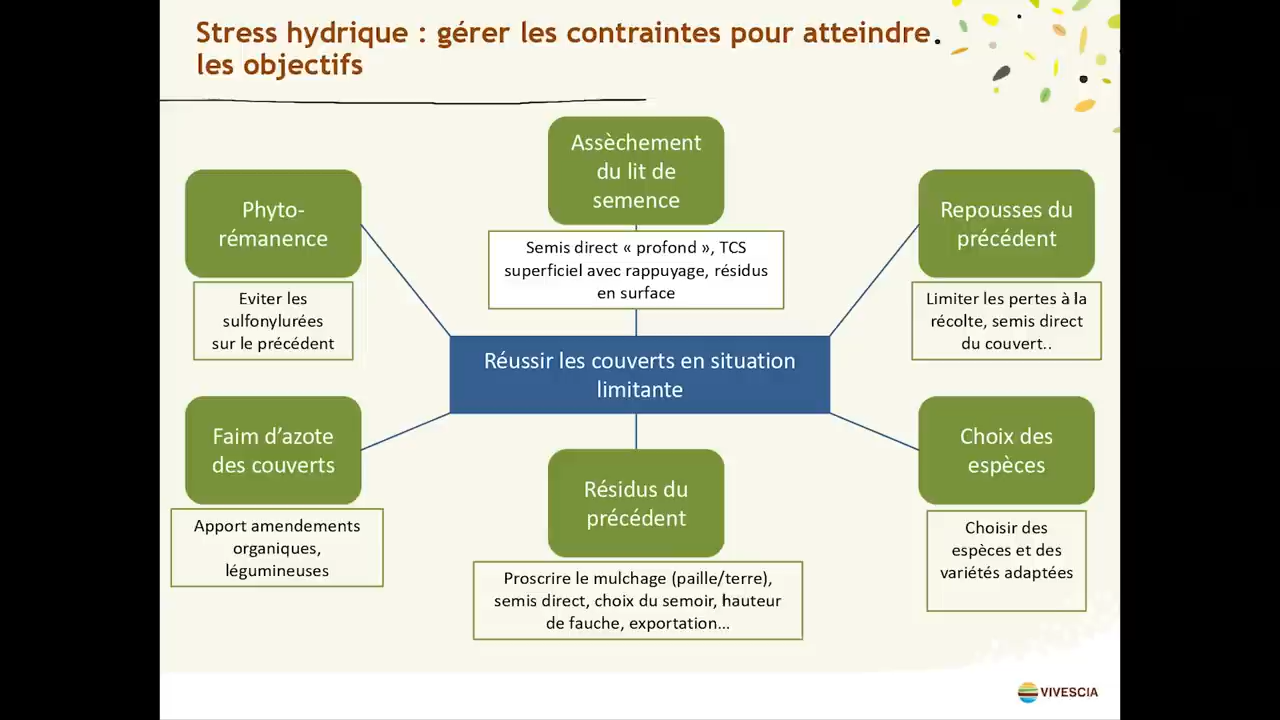 Stress hydrique : gérer les contraintes pour atteindre
les objectifs
Assèchement
du lit de
semence
Semis direct « profond », TCS
superficiel avec rappuyage, résidus
en surface
Phyto-
rémanence
Eviter les
sulfonylurées
sur le précédent
Repousses du
précédent
Limiter les pertes à la
récolte, semis direct
du couvert..
Réussir les couverts en situation
limitante
Faim d’azote
des couverts
Apport amendements
organiques,
légumineuses
Résidus du
précédent
Proscrire le mulchage (paille/terre),
semis direct, choix du semoir, hauteur
de fauche, exportation…
Choix des
espèces
Choisir des
espèces et des
variétés adaptées
VIVESCIA